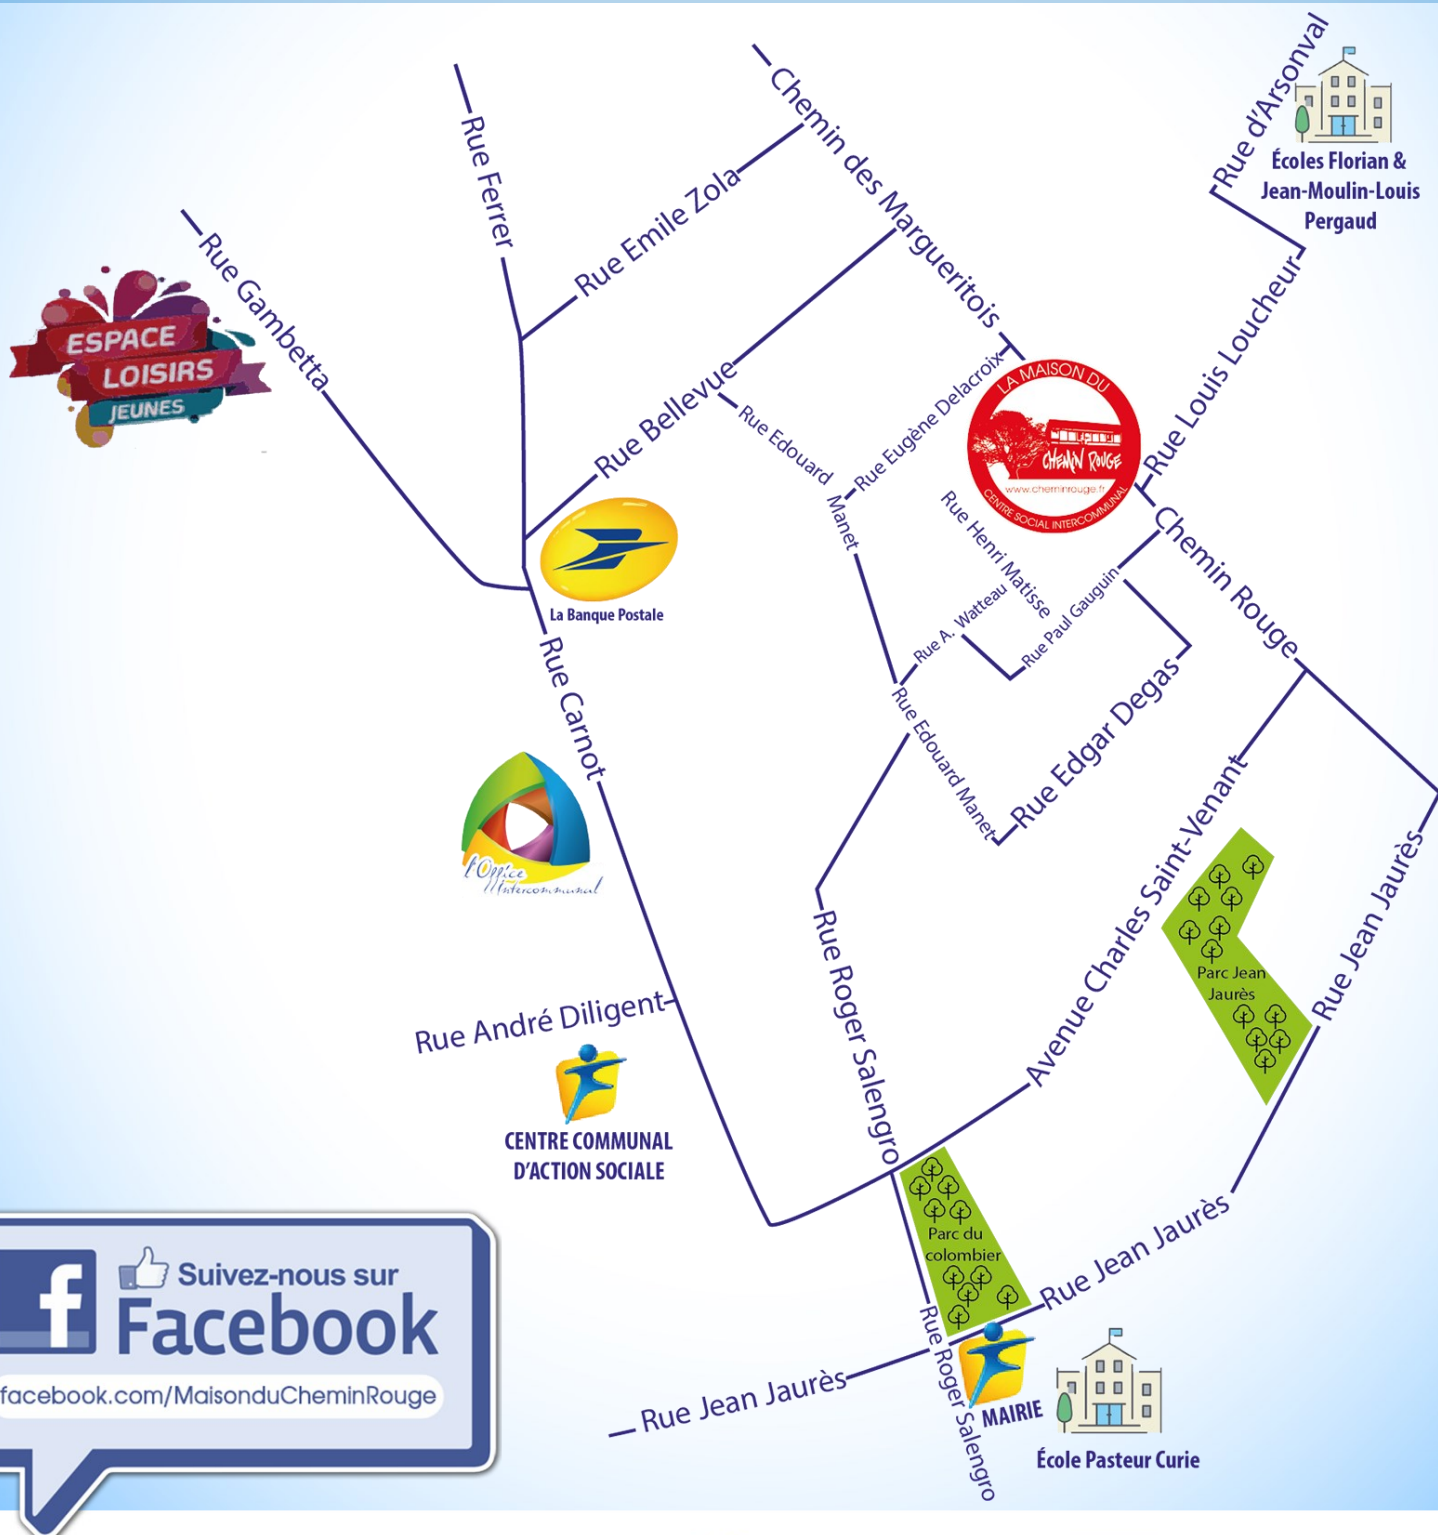 Rue d'Arsonval
Écoles Florian &
Jean-Moulin-Louis
Pergaud
Chemin des Margueritois
Rue Ferrer
Rue Emile Zola
Rue Gambetta
ESPACE
LOISIRS
JEUNES
Rue Louis Loucheur
Rue Bellevue
Rue Edouard
Manet
Rue Eugène Delacroix
LA MAISON DU
CHEMIN ROUGE
www.cheminrouge.fr
CENTRE SOCIAL INTERCOMMUNAL
Rue Henri Matisse
Chemin Rouge
La Banque Postale
Rue A. Watteau
Rue Paul Gauguin
Rue Carnot
Rue Edouard Manet
Rue Edgar Degas
l'Office
Intercommunal
Avenue Charles Saint-Venant
Parc Jean
Jaurès
Rue Jean Jaurès
Rue Roger Salengro
Rue André Diligent
CENTRE COMMUNAL
D'ACTION SOCIALE
Parc du
colombier
Rue Jean Jaurès
Rue Roger Salengro
MAIRIE
Rue Jean Jaurès
Rue Roger Salengro
École Pasteur Curie
f
Suivez-nous sur
Facebook
facebook.com/MaisonduCheminRouge